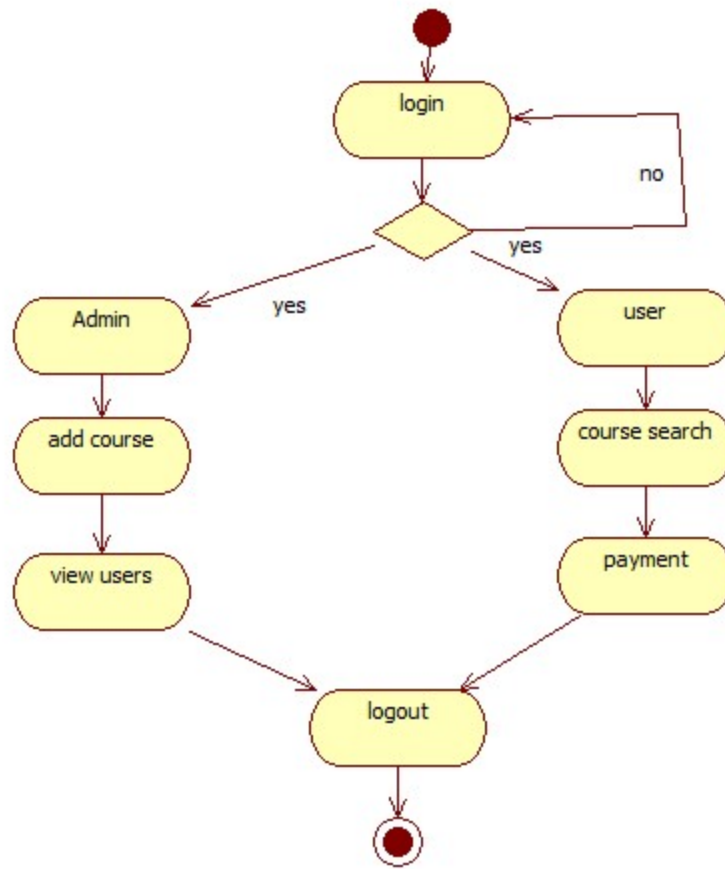 login
no
yes
yes
Admin
user
add course
course search
view users
payment
logout